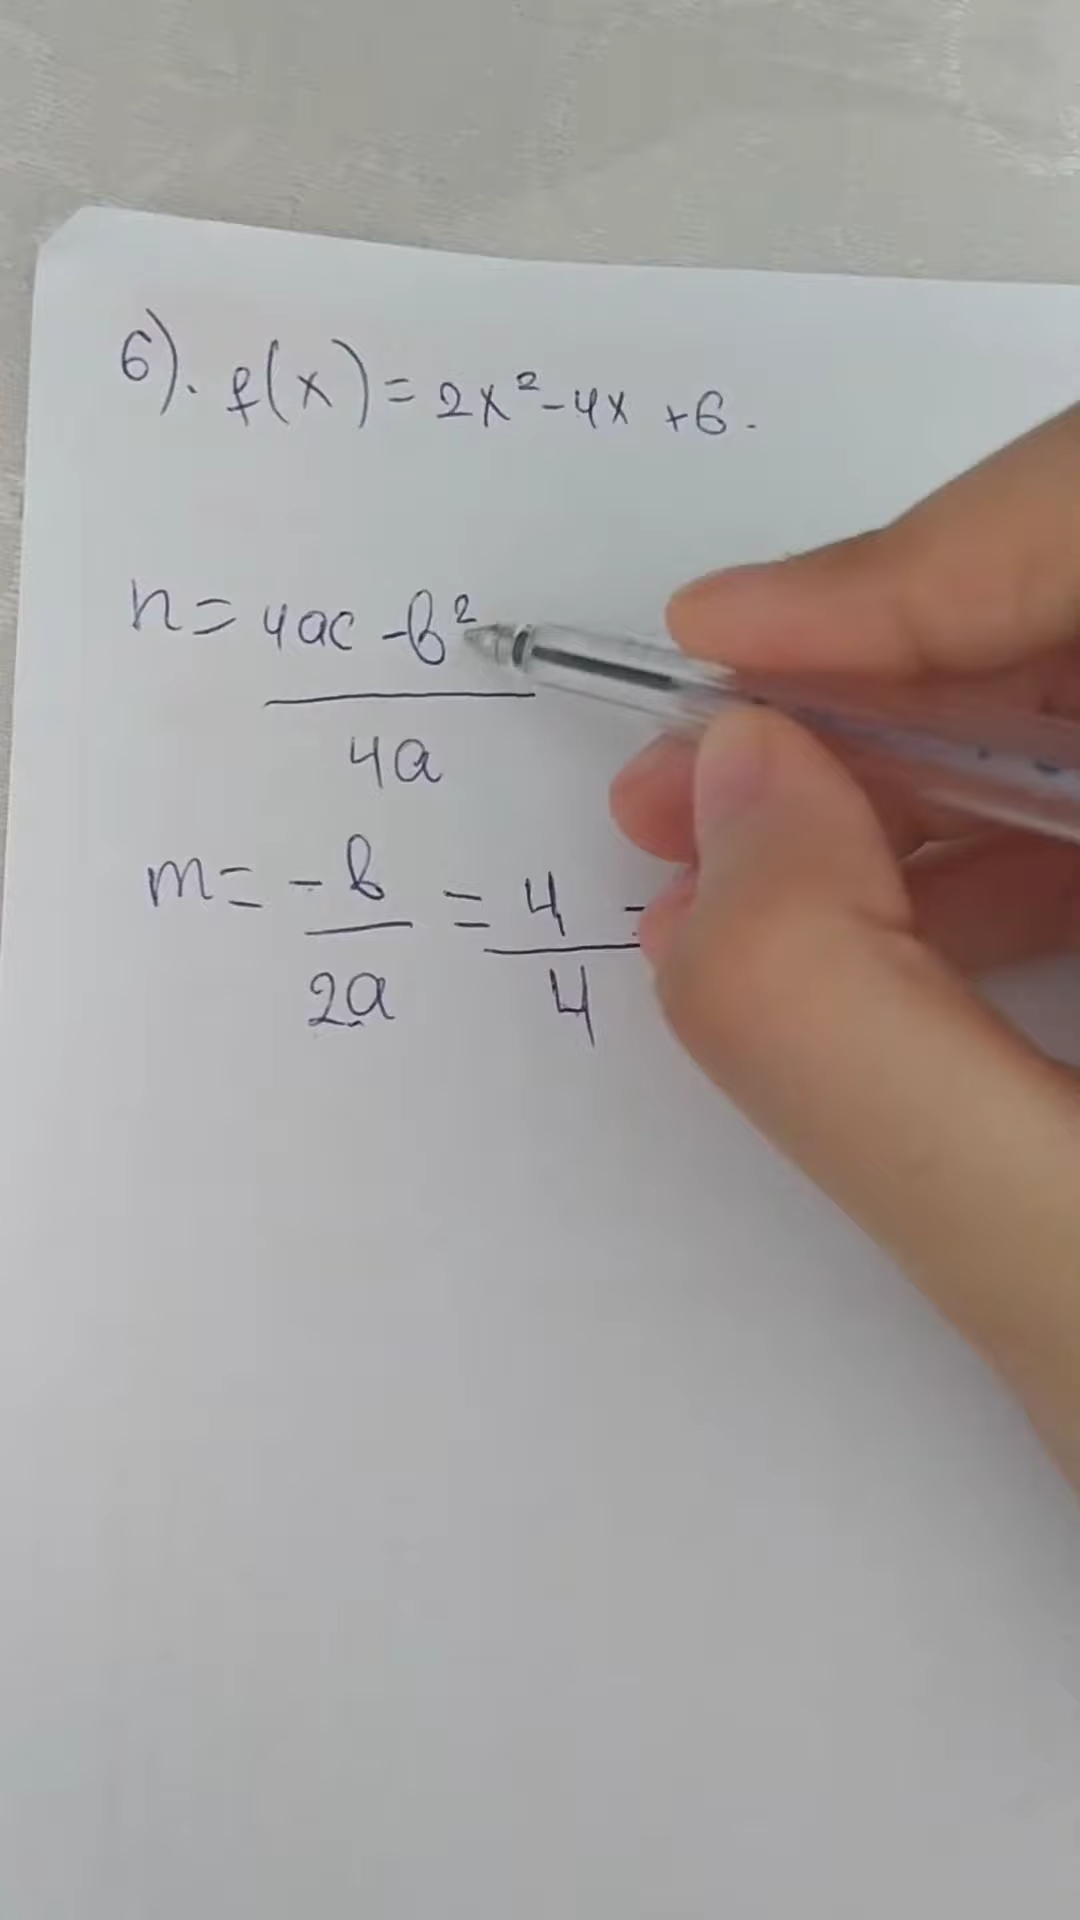 6). f(x) = 2x² - 4x + 6.
n = 4ac - b²
4a
m = - b = 4 =
2a 4